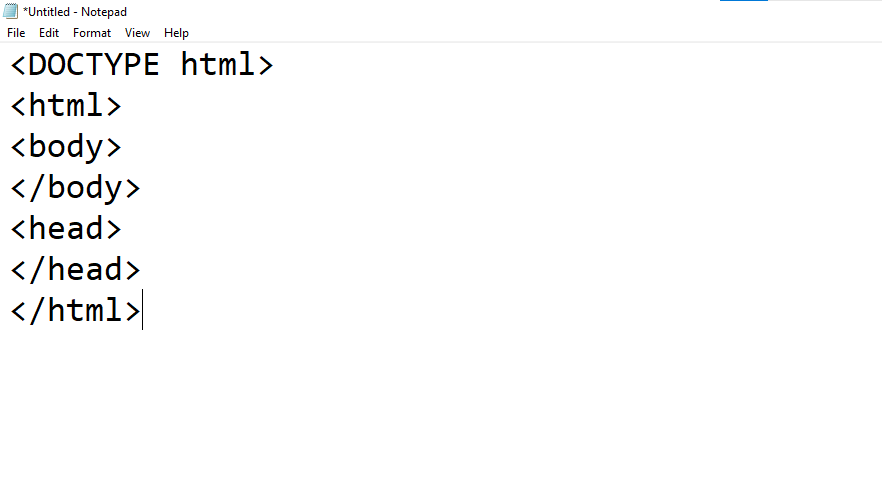 *Untitled - Notepad
File Edit Format View Help
<DOCTYPE html>
<html>
<body>
</body>
<head>
</head>
</html>